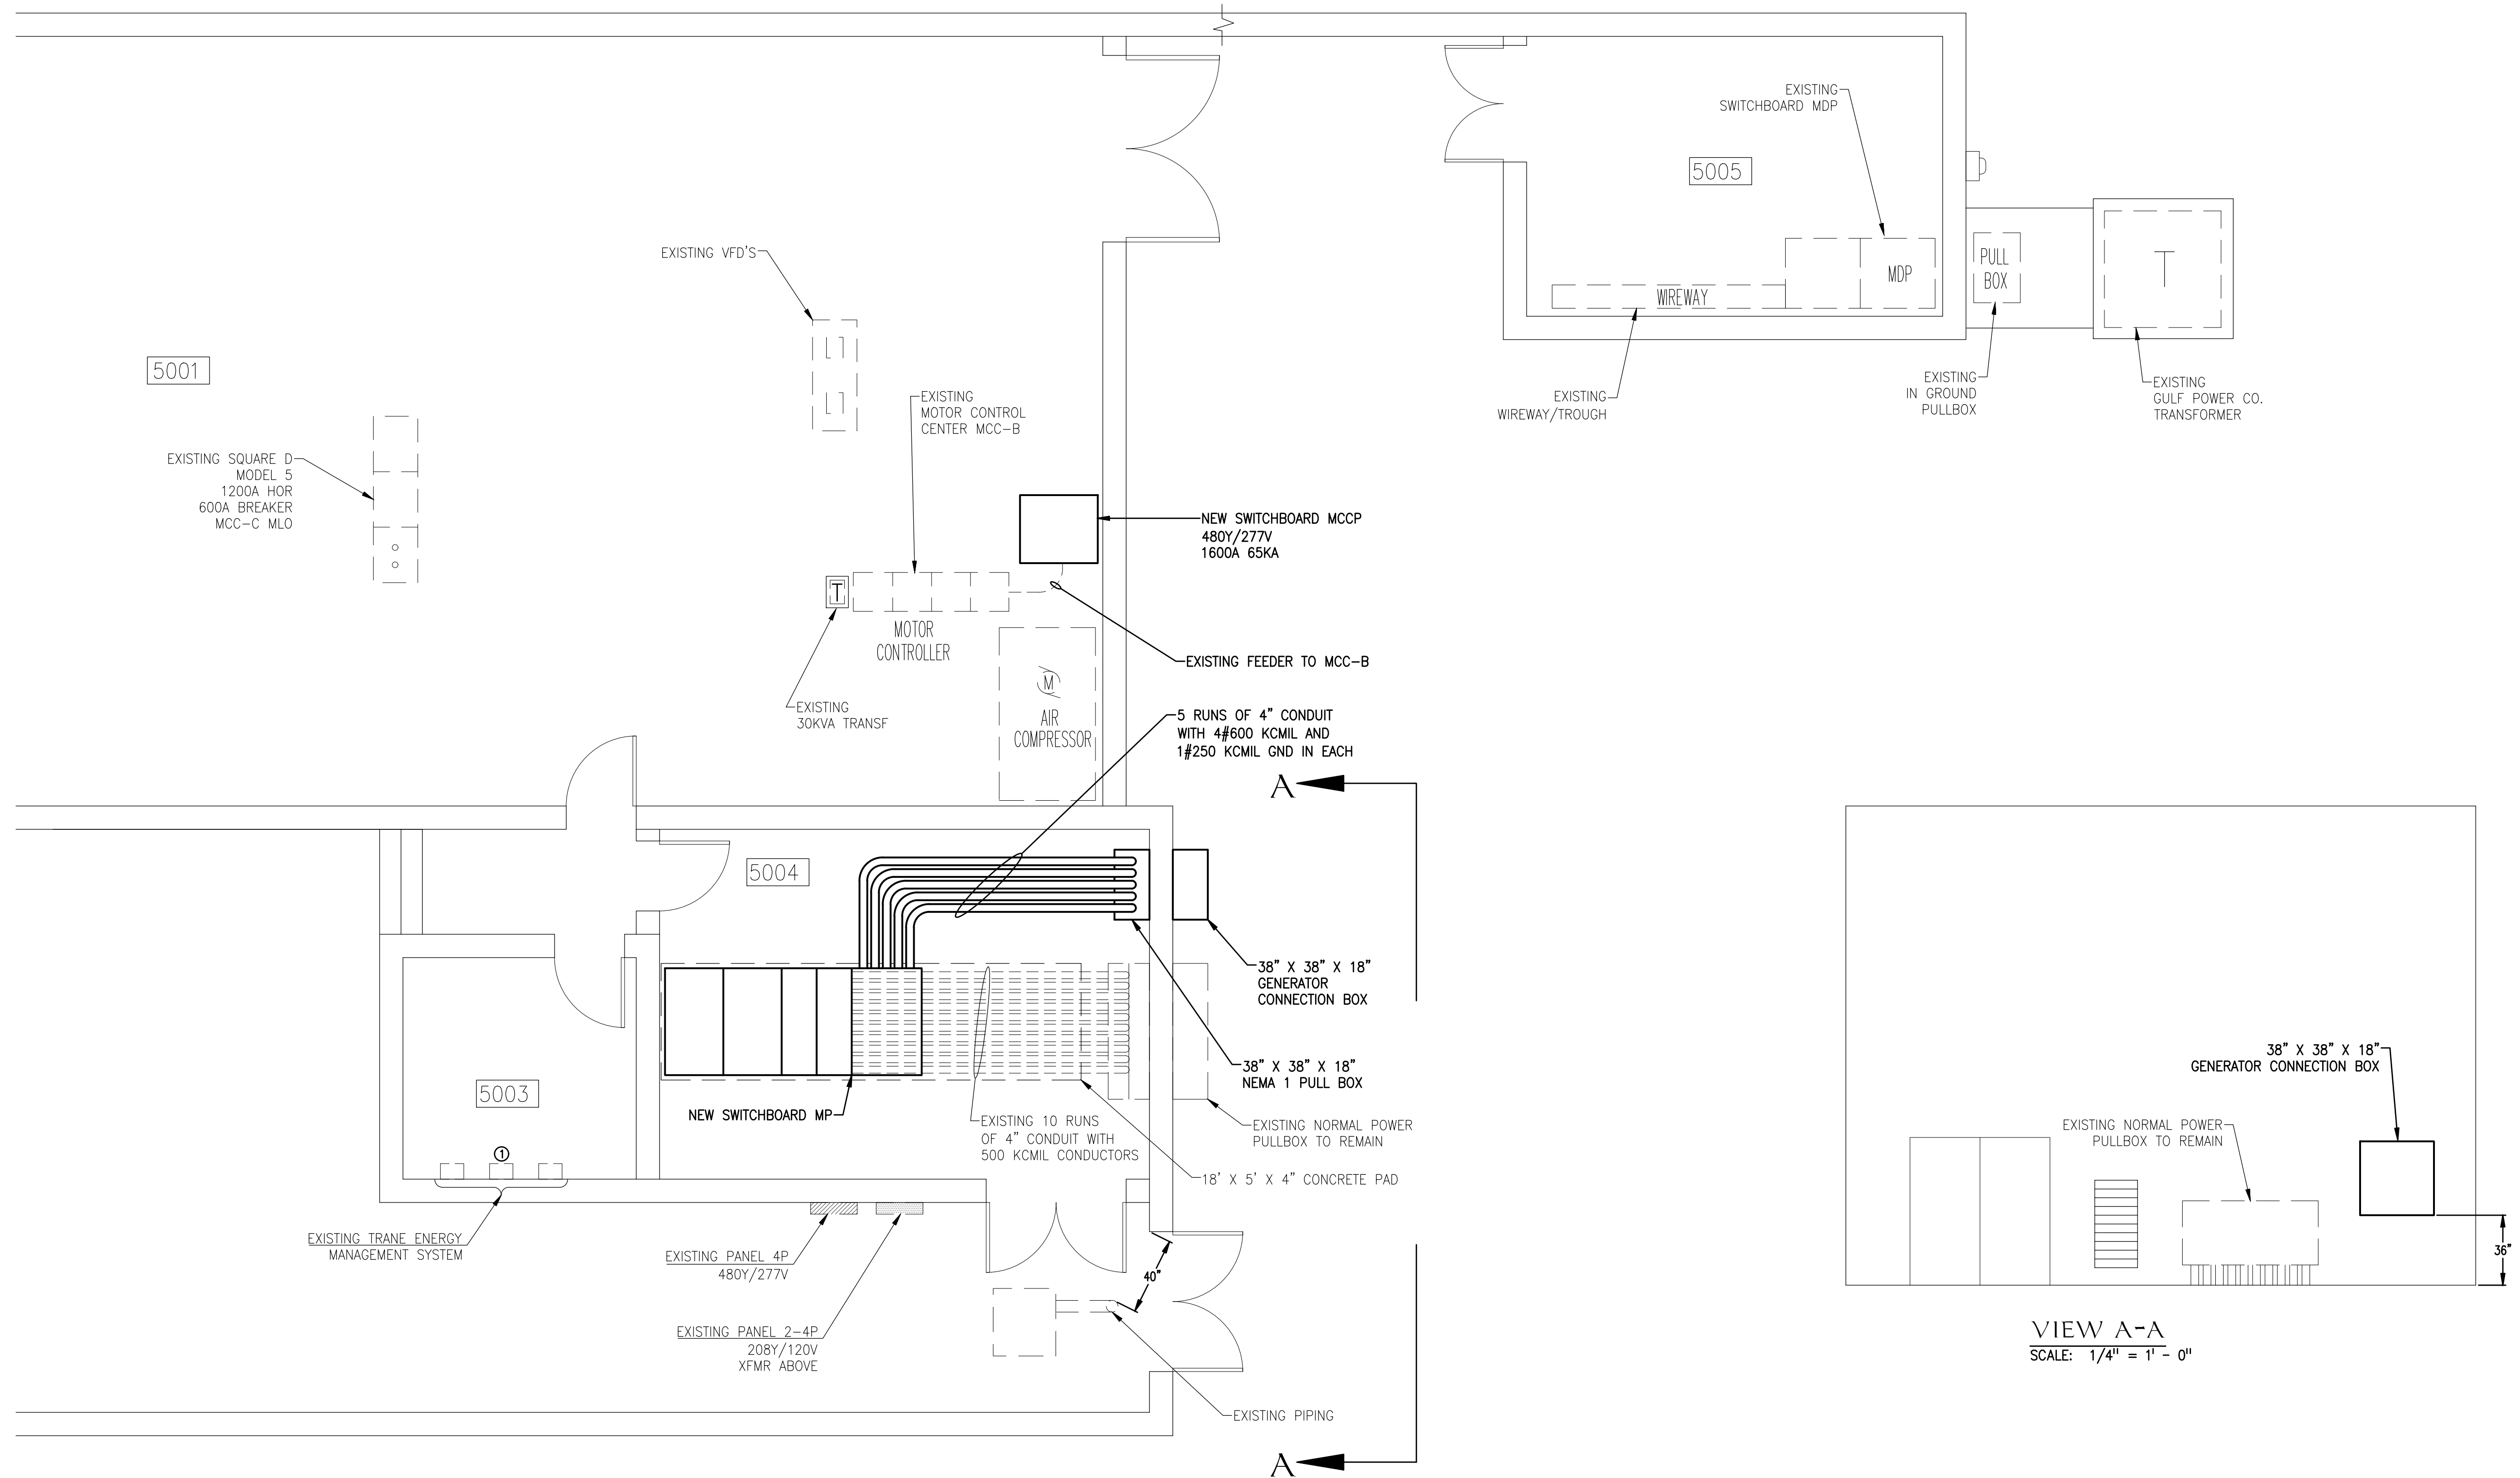 EXISTING
SWITCHBOARD MDP
5005
EXISTING VFD'S
MDP
PULL
BOX
T
WIREWAY
5001
EXISTING
IN GROUND
PULLBOX
EXISTING
GULF POWER CO.
TRANSFORMER
EXISTING
WIREWAY/TROUGH
EXISTING
MOTOR CONTROL
CENTER MCC-B
EXISTING SQUARE D
MODEL 5
1200A HOR
600A BREAKER
MCC-C MLO
NEW SWITCHBOARD MCCP
480Y/277V
1600A 65KA
T
MOTOR
CONTROLLER
EXISTING FEEDER TO MCC-B
M
AIR
COMPRESSOR
EXISTING
30KVA TRANSF
5 RUNS OF 4" CONDUIT
WITH 4#600 KCMIL AND
1#250 KCMIL GND IN EACH
A
5004
38" X 38" X 18"
GENERATOR
CONNECTION BOX
38" X 38" X 18"
NEMA 1 PULL BOX
5003
NEW SWITCHBOARD MP
EXISTING 10 RUNS
OF 4" CONDUIT WITH
500 KCMIL CONDUCTORS
EXISTING NORMAL POWER
PULLBOX TO REMAIN
18' X 5' X 4" CONCRETE PAD
1
EXISTING TRANE ENERGY
MANAGEMENT SYSTEM
EXISTING PANEL 4P
480Y/277V
40"
EXISTING PANEL 2-4P
208Y/120V
XFMR ABOVE
EXISTING PIPING
A
38" X 38" X 18"
GENERATOR CONNECTION BOX
EXISTING NORMAL POWER
PULLBOX TO REMAIN
36"
VIEW A-A
SCALE: 1/4" = 1' - 0"